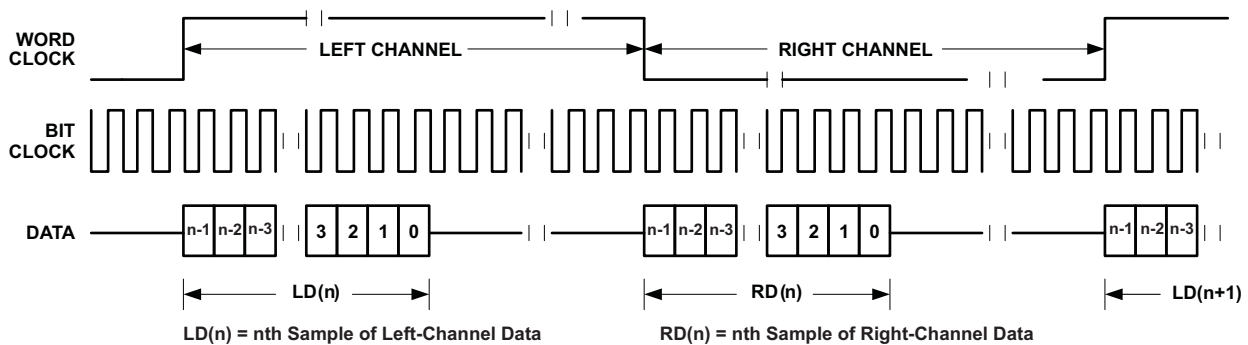 WORD
CLOCK
LEFT CHANNEL
RIGHT CHANNEL
BIT
CLOCK
DATA
n-1 n-2 n-3 3 2 1 0 n-1 n-2 n-3 3 2 1 0 n-1 n-2 n-3
LD(n) RD(n) LD(n+1)
LD(n) = nth Sample of Left-Channel Data
RD(n) = nth Sample of Right-Channel Data